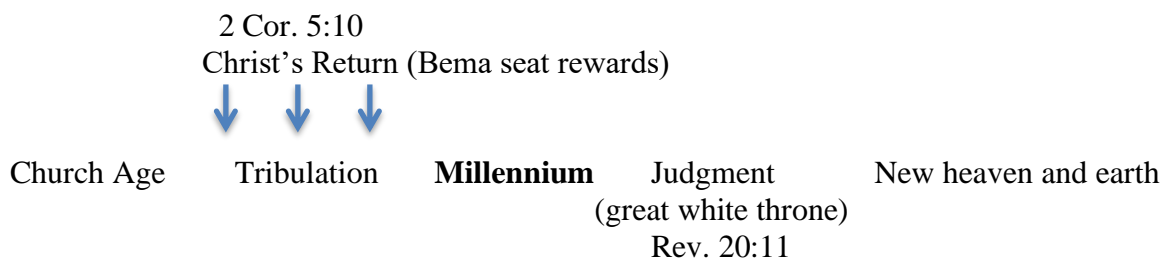 2 Cor. 5:10
Christ’s Return (Bema seat rewards)
Church Age Tribulation Millennium Judgment New heaven and earth
(great white throne)
Rev. 20:11